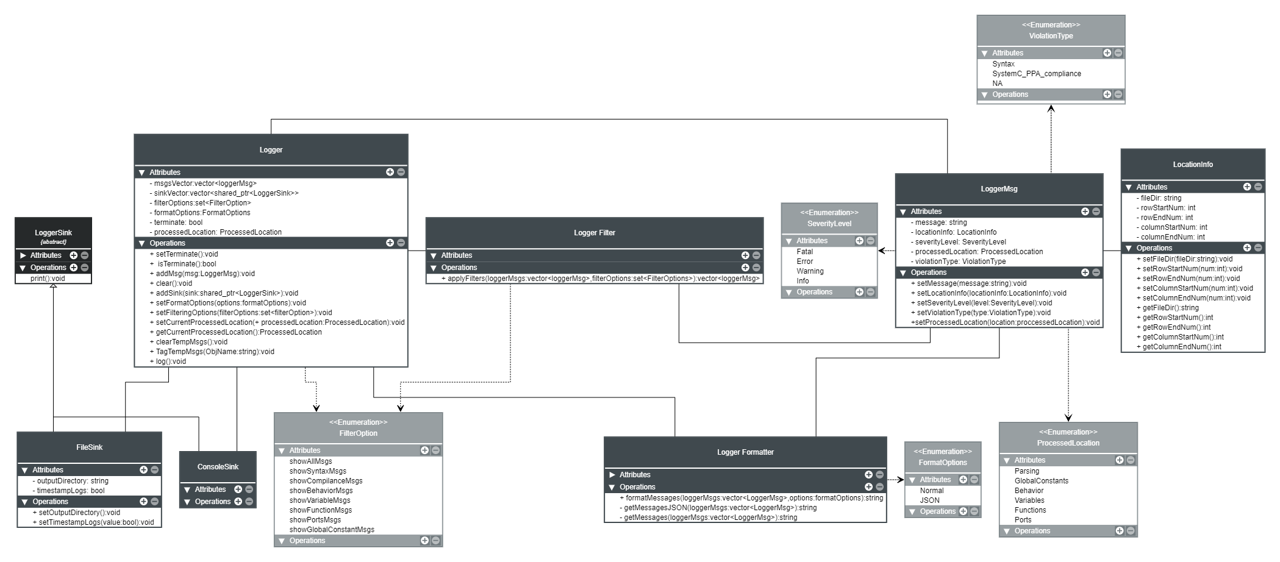 <<Enumeration>>
ViolationType
Attributes
Syntax
SystemC_PPA_compliance
NA
Operations
Logger
Attributes
- msgsVector:vector<loggerMsg>
- sinkVector:vector<shared_ptr<LoggerSink>>
- filterOptions:set<FilterOption>
- formatOptions:FormatOptions
- terminate: bool
- processedLocation: ProcessedLocation
Operations
+ setTerminate():void
+ isTerminate():bool
+ addMsg(msg:LoggerMsg):void
+ clear():void
+ addSink(sink:shared_ptr<LoggerSink>):void
+ setFormatOptions(options:formatOptions):void
+ setFilteringOptions(filterOptions:set<filterOption>):void
+ setCurrentProcessedLocation(+ processedLocation:ProcessedLocation):void
+ getCurrentProcessedLocation():ProcessedLocation
+ clearTempMsgs():void
+ TagTempMsgs(ObjName:string):void
+ log():void
LoggerSink
(abstract)
Attributes
Operations
print():void
Logger Filter
Attributes
Operations
+ applyFilters(loggerMsgs:vector<loggerMsg>,filterOptions:set<FilterOption>):vector<loggerMsg>
<<Enumeration>>
SeverityLevel
Attributes
Fatal
Error
Warning
Info
Operations
LoggerMsg
Attributes
- message: string
- locationInfo: LocationInfo
- severityLevel: SeverityLevel
- processedLocation: ProcessedLocation
- violationType: ViolationType
Operations
+ setMessage(message:string):void
+ setLocationInfo(locationInfo:LocationInfo):void
+ setSeverityLevel(level:SeverityLevel):void
+ setViolationType(type:ViolationType):void
+setProcessedLocation(location:proccessedLocation):void
LocationInfo
Attributes
- fileDir: string
- rowStartNum: int
- rowEndNum: int
- columnStartNum: int
- columnEndNum: int
Operations
+ setFileDir(fileDir:string):void
+ setRowStartNum(num:int):void
+ setRowEndNum(num:int):void
+ setColumnStartNum(num:int):void
+ setColumnEndNum(num:int):void
+ getFileDir():string
+ getRowStartNum():int
+ getRowEndNum():int
+ getColumnStartNum():int
+ getColumnEndNum():int
FileSink
Attributes
- outputDirectory: string
- timestampLogs: bool
Operations
+ setOutputDirectory():void
+ setTimestampLogs(value:bool):void
ConsoleSink
Attributes
Operations
<<Enumeration>>
FilterOption
Attributes
showAllMsgs
showSyntaxMsgs
showComplianceMsgs
showBehaviorMsgs
showVariableMsgs
showFunctionMsgs
showPortsMsgs
showGlobalConstantMsgs
Operations
Logger Formatter
Attributes
Operations
+ formatMessages(loggerMsgs:vector<LoggerMsg>,options:formatOptions):string
- getMessagesJSON(loggerMsgs:vector<LoggerMsg>):string
- getMessages(loggerMsgs:vector<LoggerMsg>):string
<<Enumeration>>
FormatOptions
Attributes
Normal
JSON
Operations
<<Enumeration>>
ProcessedLocation
Attributes
Parsing
GlobalConstants
Behavior
Variables
Functions
Ports
Operations